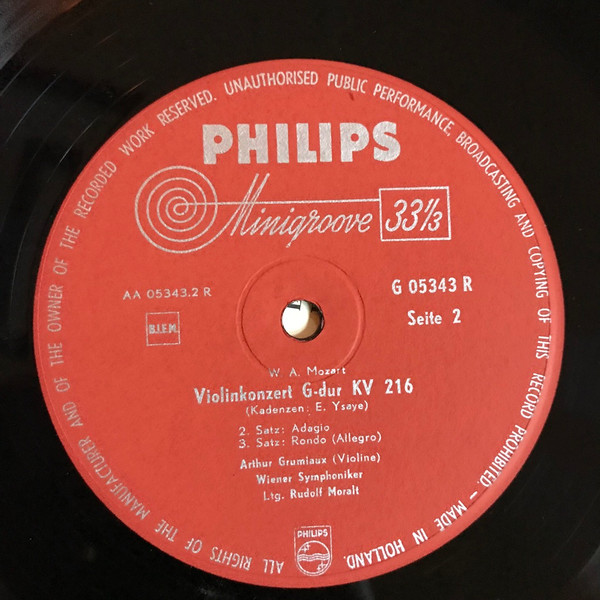 ALL RIGHTS OF THE MANUFACTURER AND OF THE OWNER OF THE RECORDED WORK RESERVED. UNAUTHORISED PUBLIC PERFORMANCE, BROADCASTING AND COPYING OF THIS RECORD PROHIBITED. - MADE IN HOLLAND.
PHILIPS
Minigroove 33⅓
AA 05343.2 R
G 05343 R
B.I.E.M.
Seite 2
W. A. Mozart
Violinkonzert G-dur KV 216
(Kadenzen: E. Ysaye)
2. Satz: Adagio
3. Satz: Rondo (Allegro)
Arthur Grumiaux (Violine)
Wiener Symphoniker
Ltg. Rudolf Moralt
PHILIPS